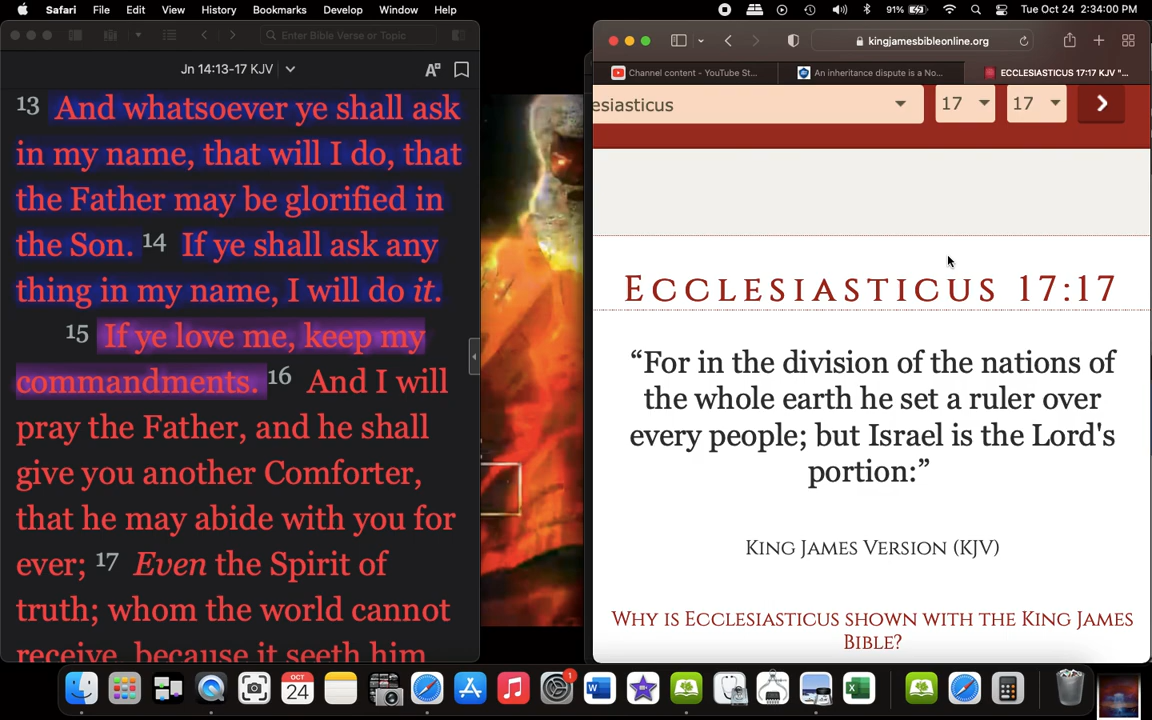 Safari File Edit View History Bookmarks Develop Window Help 91% Tue Oct 24 2:34:00 PM
Enter Bible Verse or Topic
Jn 14:13-17 KJV
13 And whatsoever ye shall ask
in my name, that will I do, that
the Father may be glorified in
the Son. 14 If ye shall ask any
thing in my name, I will do it.
15 If ye love me, keep my
commandments. 16 And I will
pray the Father, and he shall
give you another Comforter,
that he may abide with you for
ever; 17 Even the Spirit of
truth; whom the world cannot
receive, because it seeth him
kingjamesbibleonline.org
Channel content - YouTube St... An inheritance dispute is a No... ECCLESIASTICUS 17:17 KJV "...
esiasticus 17 17
Ecclesiasticus 17:17
“For in the division of the nations of
the whole earth he set a ruler over
every people; but Israel is the Lord's
portion:”
King James Version (KJV)
Why is Ecclesiasticus shown with the King James
Bible?
OCT
24
1